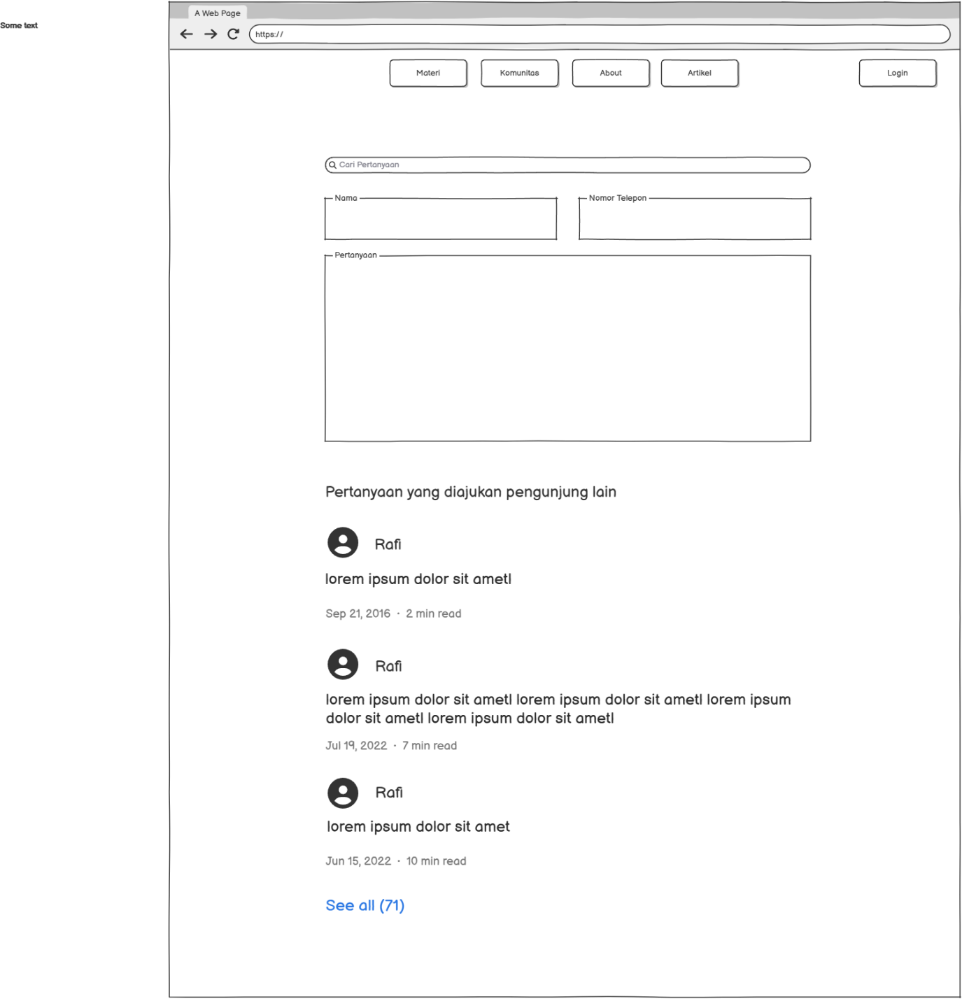 Some text
A Web Page
https://
Materi
Komunitas
About
Artikel
Login
Cari Pertanyaan
Nama
Nomor Telepon
Pertanyaan
Pertanyaan yang diajukan pengunjung lain
Rafi
lorem ipsum dolor sit ametl
Sep 21, 2016 · 2 min read
Rafi
lorem ipsum dolor sit ametl lorem ipsum dolor sit ametl lorem ipsum
dolor sit ametl lorem ipsum dolor sit ametl
Jul 19, 2022 · 7 min read
Rafi
lorem ipsum dolor sit amet
Jun 15, 2022 · 10 min read
See all (71)